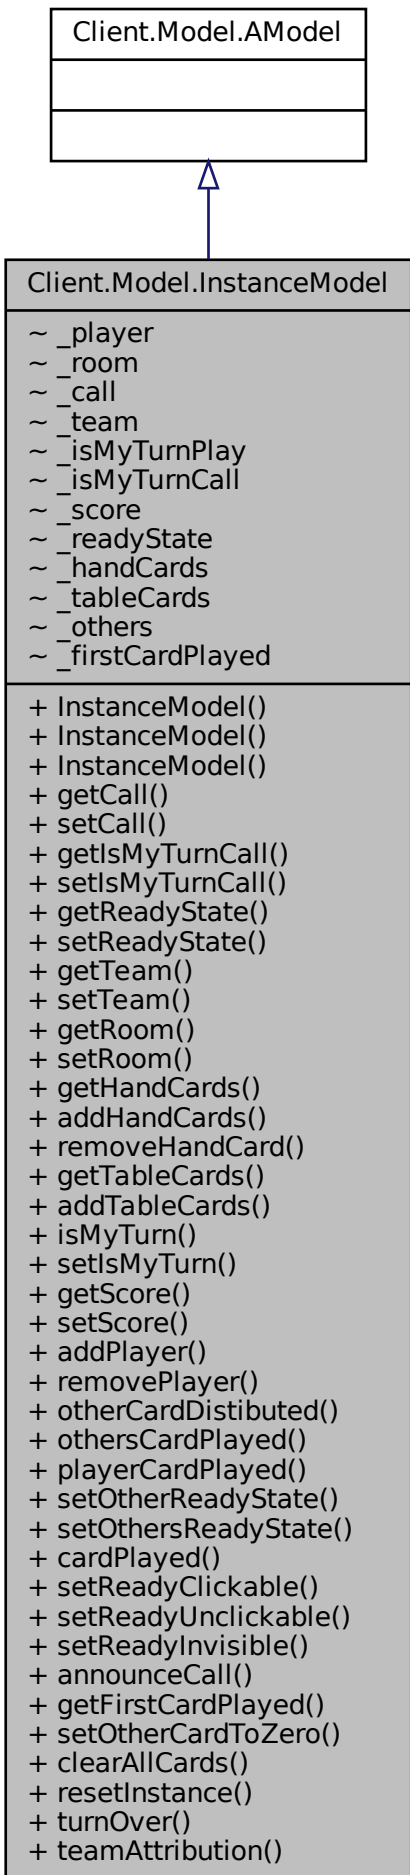 Client.Model.AModel
Client.Model.InstanceModel
~ _player
~ _room
~ _call
~ _team
~ _isMyTurnPlay
~ _isMyTurnCall
~ _score
~ _readyState
~ _handCards
~ _tableCards
~ _others
~ _firstCardPlayed
+ InstanceModel()
+ InstanceModel()
+ InstanceModel()
+ getCall()
+ setCall()
+ getIsMyTurnCall()
+ setIsMyTurnCall()
+ getReadyState()
+ setReadyState()
+ getTeam()
+ setTeam()
+ getRoom()
+ setRoom()
+ getHandCards()
+ addHandCards()
+ removeHandCard()
+ getTableCards()
+ addTableCards()
+ isMyTurn()
+ setIsMyTurn()
+ getScore()
+ setScore()
+ addPlayer()
+ removePlayer()
+ otherCardDistibuted()
+ othersCardPlayed()
+ playerCardPlayed()
+ setOtherReadyState()
+ setOthersReadyState()
+ cardPlayed()
+ setReadyClickable()
+ setReadyUnclickable()
+ setReadyInvisible()
+ announceCall()
+ getFirstCardPlayed()
+ setOtherCardToZero()
+ clearAllCards()
+ resetInstance()
+ turnOver()
+ teamAttribution()